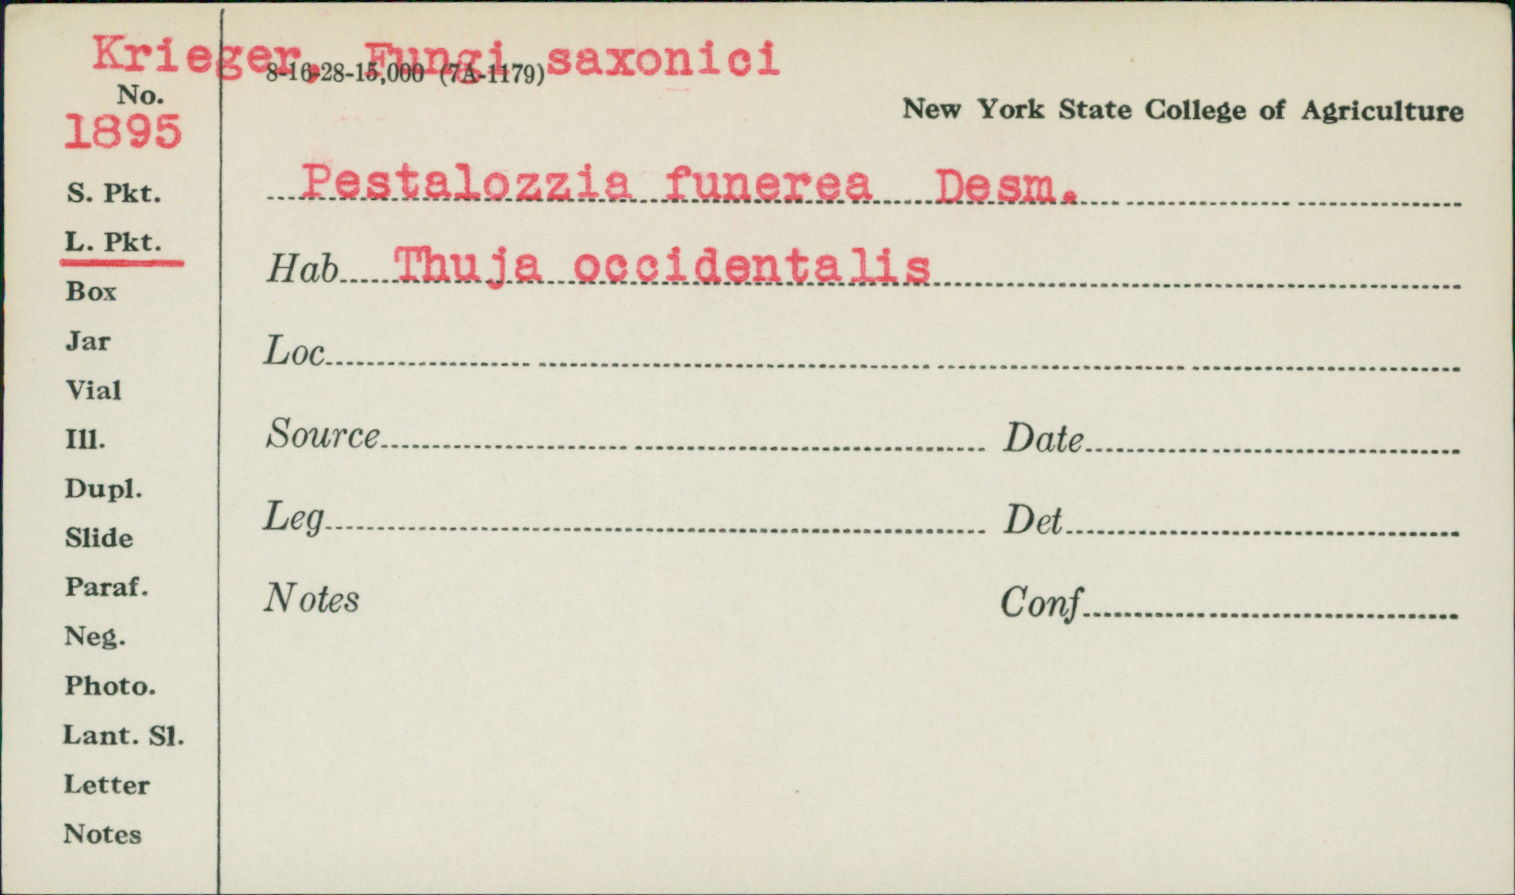 Krieger, Fungi saxonici
8-16-28-15,000 (7A-1179)
No.
1895
New York State College of Agriculture
S. Pkt.
Pestalozzia funerea Desm.
L. Pkt.
Hab Thuja occidentalis
Box
Jar
Loc
Vial
Ill.
Source Date
Dupl.
Slide
Leg Det
Paraf.
Notes Conf
Neg.
Photo.
Lant. Sl.
Letter
Notes